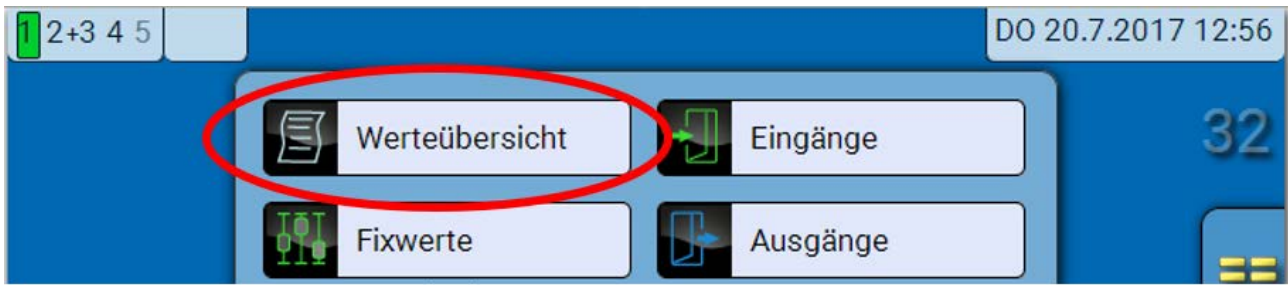 1 2+3 4 5
DO 20.7.2017 12:56
Werteübersicht
Eingänge
32
Fixwerte
Ausgänge